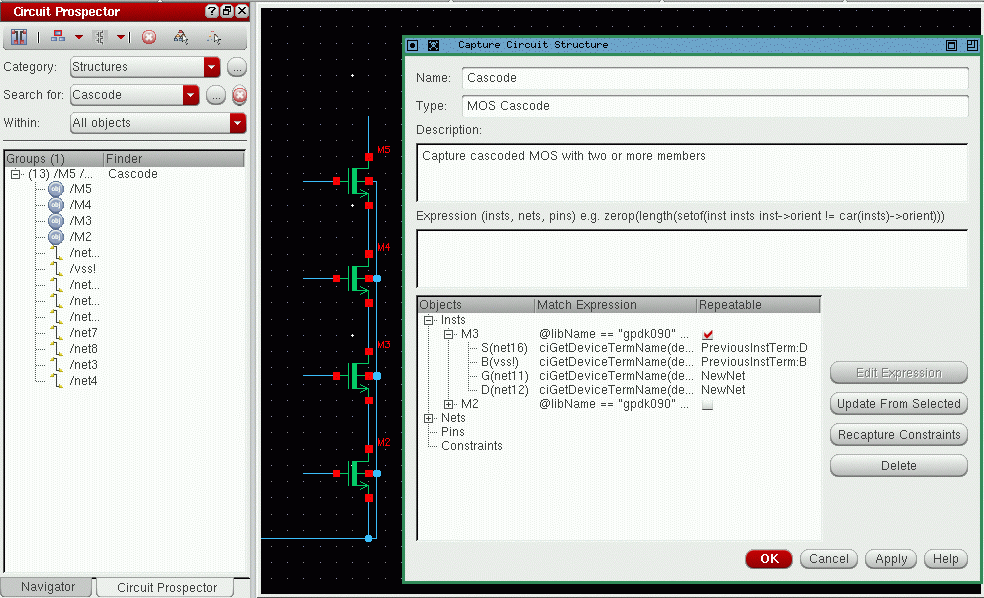 Circuit Prospector
Category: Structures
Search for: Cascode
Within: All objects
Groups (1) Finder
(13) /M5 /... Cascode
obj /M5
obj /M4
obj /M3
obj /M2
/net...
/vss!
/net...
/net...
/net...
/net7
/net8
/net3
/net4
Navigator Circuit Prospector
M5
M4
M3
M2
Capture Circuit Structure
Name: Cascode
Type: MOS Cascode
Description:
Capture cascoded MOS with two or more members
Expression (insts, nets, pins) e.g. zerop(length(setof(inst insts inst->orient != car(insts)->orient)))
Objects Match Expression Repeatable
Insts
M3 @libName == "gpdk090" ...
S(net16) ciGetDeviceTermName(de... PreviousInstTerm:D
B(vss!) ciGetDeviceTermName(de... PreviousInstTerm:B
G(net11) ciGetDeviceTermName(de... NewNet
D(net12) ciGetDeviceTermName(de... NewNet
M2 @libName == "gpdk090" ...
Nets
Pins
Constraints
Edit Expression
Update From Selected
Recapture Constraints
Delete
OK Cancel Apply Help